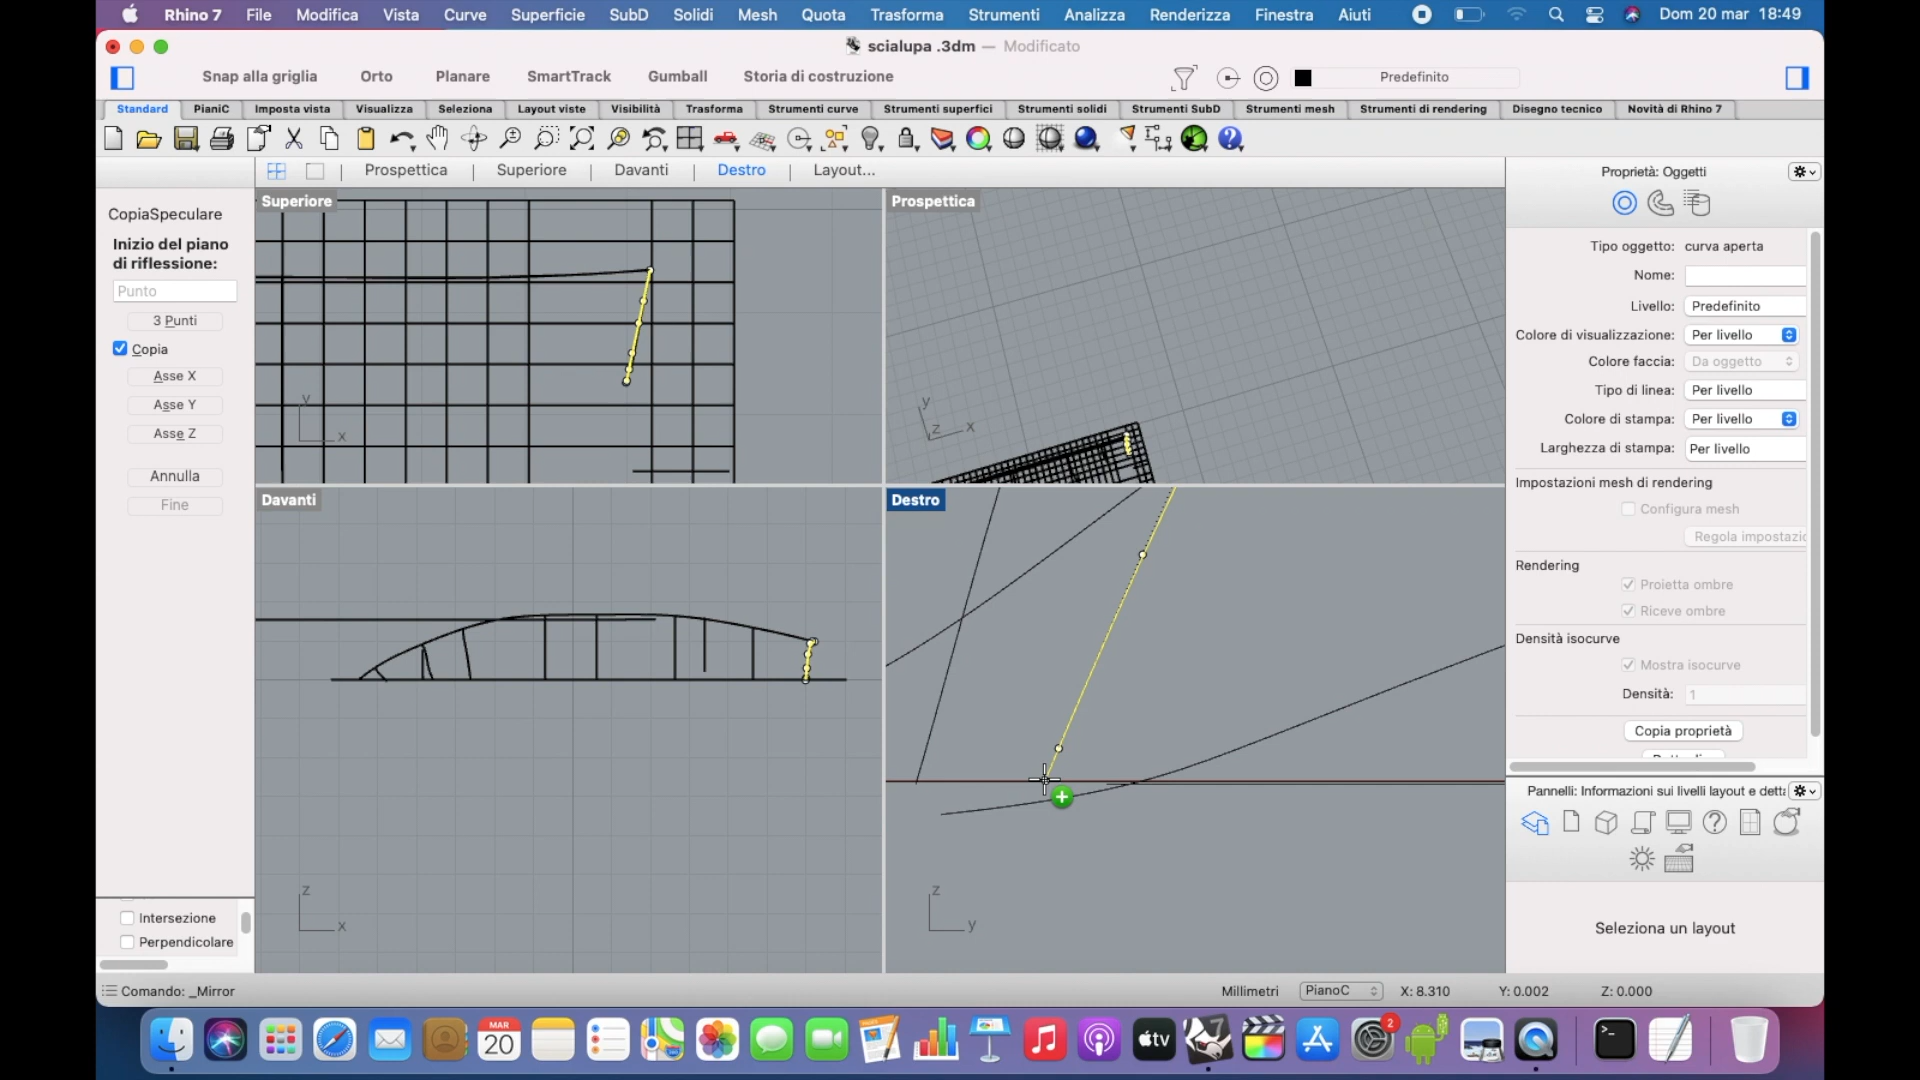 Rhino 7 File Modifica Vista Curve Superficie SubD Solidi Mesh Quota Trasforma Strumenti Analizza Renderizza Finestra Aiuti Dom 20 mar 18:49
scialupa .3dm — Modificato
Snap alla griglia Orto Planare SmartTrack Gumball Storia di costruzione Predefinito
Standard PianiC Imposta vista Visualizza Seleziona Layout viste Visibilità Trasforma Strumenti curve Strumenti superfici Strumenti solidi Strumenti SubD Strumenti mesh Strumenti di rendering Disegno tecnico Novità di Rhino 7
Prospettica Superiore Davanti Destro Layout...
CopiaSpeculare
Inizio del piano
di riflessione:
Punto
3 Punti
Copia
Asse X
Asse Y
Asse Z
Annulla
Fine
Intersezione
Perpendicolare
Superiore
y
x
Prospettica
y
z x
Davanti
z
x
Destro
z
y
Proprietà: Oggetti
Tipo oggetto: curva aperta
Nome:
Livello: Predefinito
Colore di visualizzazione: Per livello
Colore faccia: Da oggetto
Tipo di linea: Per livello
Colore di stampa: Per livello
Larghezza di stampa: Per livello
Impostazioni mesh di rendering
Configura mesh
Regola impostazio
Rendering
Proietta ombre
Riceve ombre
Densità isocurve
Mostra isocurve
Densità: 1
Copia proprietà
Pannelli: Informazioni sui livelli layout e detta
Seleziona un layout
Comando: _Mirror
Millimetri PianoC X: 8.310 Y: 0.002 Z: 0.000
MAR
20
tv
7
2